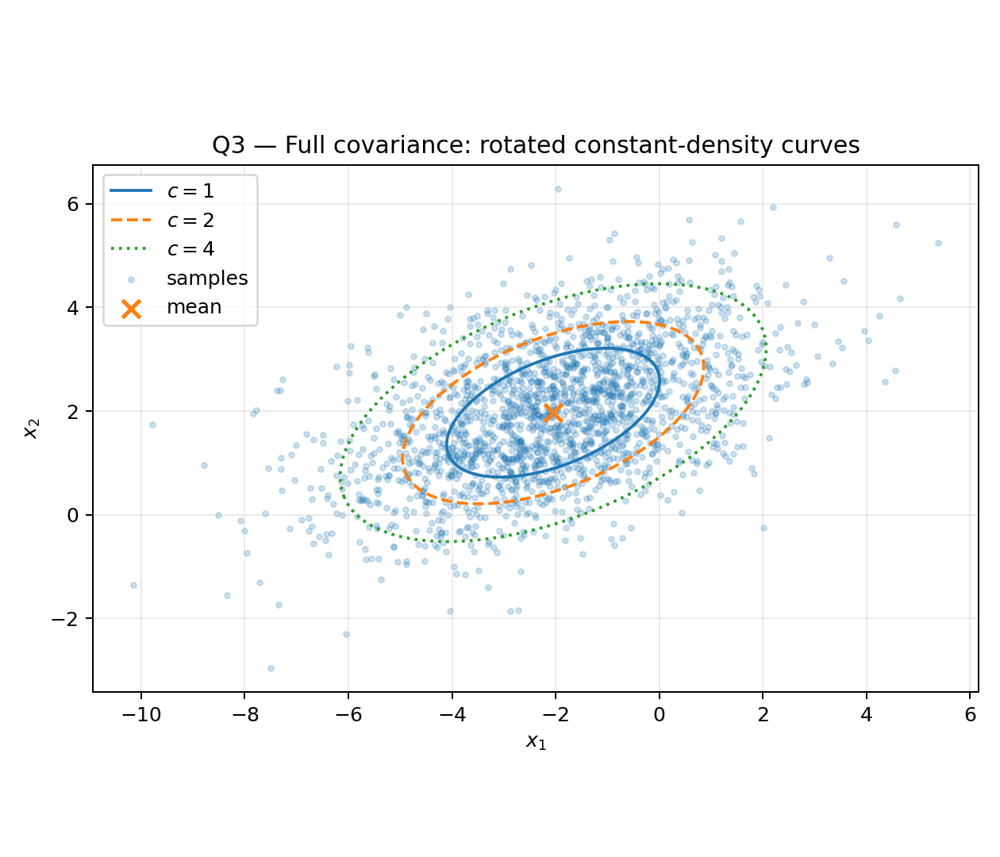 Q3 — Full covariance: rotated constant-density curves
c = 1
c = 2
c = 4
samples
mean
6
4
2
0
−2
x₂
−10
−8
−6
−4
−2
0
2
4
6
x₁